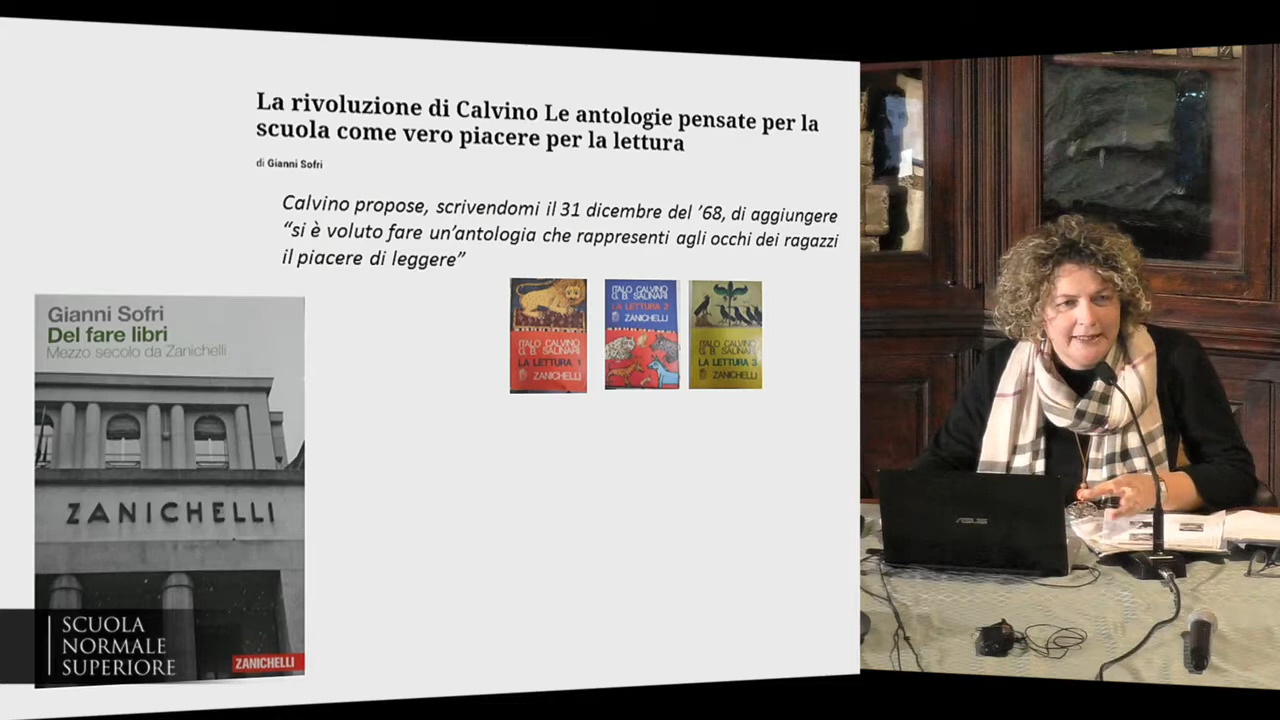 La rivoluzione di Calvino Le antologie pensate per la
scuola come vero piacere per la lettura
di Gianni Sofri
Calvino propose, scrivendomi il 31 dicembre del ’68, di aggiungere
“si è voluto fare un’antologia che rappresenti agli occhi dei ragazzi
il piacere di leggere”
Gianni Sofri
Del fare libri
Mezzo secolo da Zanichelli
ZANICHELLI
ZANICHELLI
ITALO CALVINO
G. B. SALINARI
LA LETTURA 1
ZANICHELLI
ITALO CALVINO
G. B. SALINARI
LA LETTURA 2
ZANICHELLI
ITALO CALVINO
G. B. SALINARI
LA LETTURA 3
ZANICHELLI
SCUOLA
NORMALE
SUPERIORE
ASUS